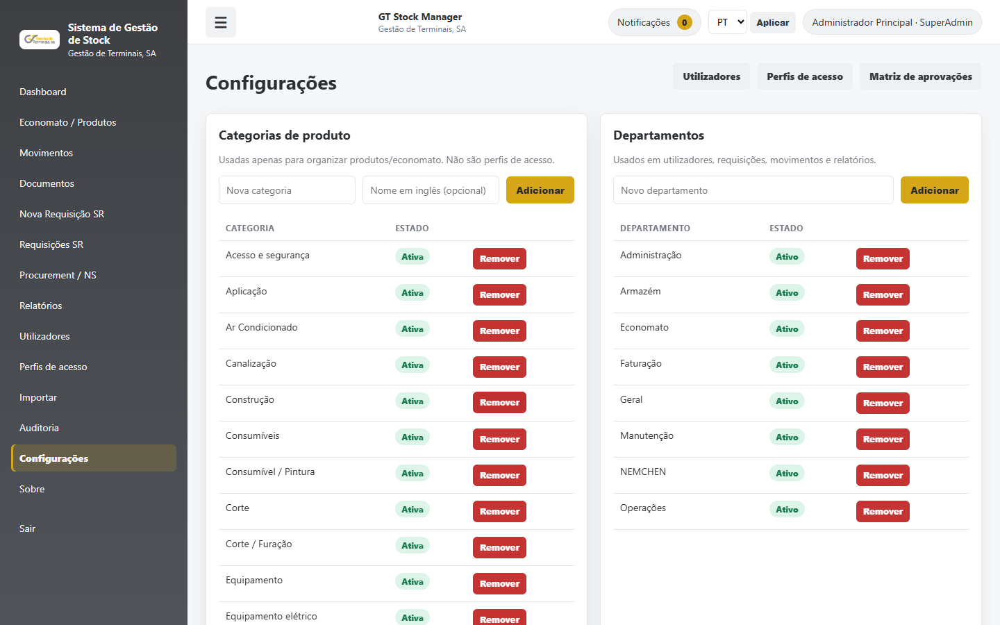 Sistema de Gestão
de Stock
Gestão de Terminais, SA
Dashboard
Economato / Produtos
Movimentos
Documentos
Nova Requisição SR
Requisições SR
Procurement / NS
Relatórios
Utilizadores
Perfis de acesso
Importar
Auditoria
Configurações
Sobre
Sair
☰
GT Stock Manager
Gestão de Terminais, SA
Notificações 0
PT
Aplicar
Administrador Principal · SuperAdmin
Configurações
Utilizadores
Perfis de acesso
Matriz de aprovações
Categorias de produto
Usadas apenas para organizar produtos/economato. Não são perfis de acesso.
Nova categoria
Nome em inglês (opcional)
Adicionar
CATEGORIA ESTADO
Acesso e segurança Ativa Remover
Aplicação Ativa Remover
Ar Condicionado Ativa Remover
Canalização Ativa Remover
Construção Ativa Remover
Consumíveis Ativa Remover
Consumível / Pintura Ativa Remover
Corte Ativa Remover
Corte / Furação Ativa Remover
Equipamento Ativa Remover
Equipamento elétrico Ativa Remover
Departamentos
Usados em utilizadores, requisições, movimentos e relatórios.
Novo departamento
Adicionar
DEPARTAMENTO ESTADO
Administração Ativo Remover
Armazém Ativo Remover
Economato Ativo Remover
Faturação Ativo Remover
Geral Ativo Remover
Manutenção Ativo Remover
NEMCHEN Ativo Remover
Operações Ativo Remover